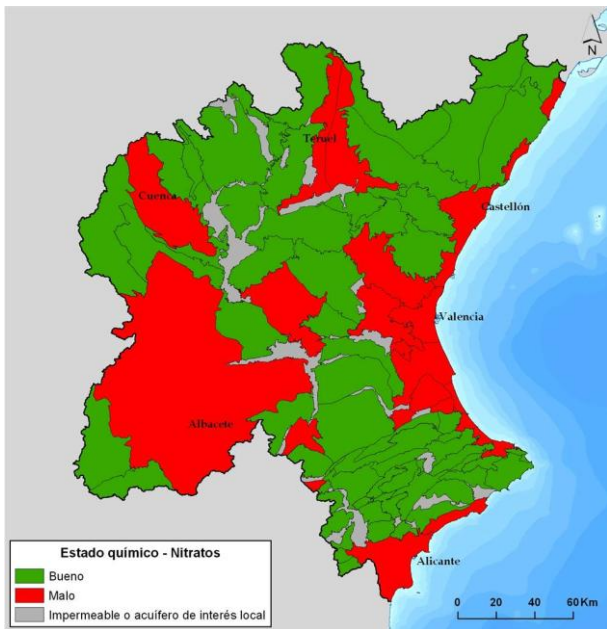 N
Teruel
Cuenca
Castellón
Valencia
Albacete
Alicante
Estado químico - Nitratos
Bueno
Malo
Impermeable o acuífero de interés local
0 20 40 60 Km